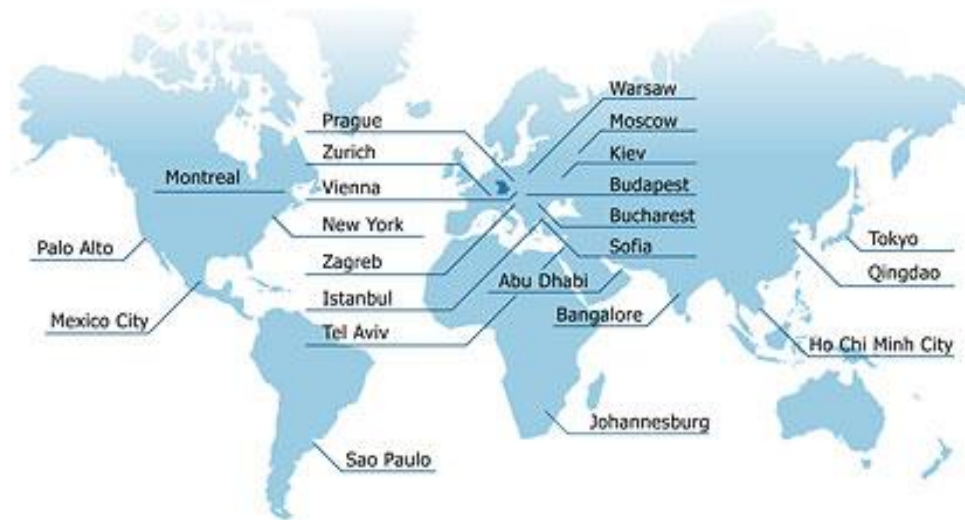 Warsaw
Prague
Moscow
Zurich
Kiev
Montreal
Vienna
Budapest
New York
Bucharest
Palo Alto
Zagreb
Sofia
Tokyo
Istanbul
Abu Dhabi
Qingdao
Mexico City
Tel Aviv
Bangalore
Ho Chi Minh City
Johannesburg
Sao Paulo